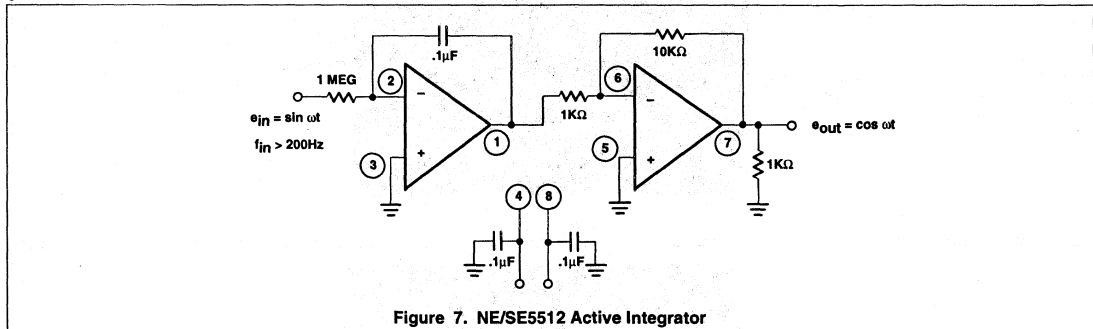 .1µF
10KΩ
1 MEG
2
−
6
−
e_in = sin ωt
1KΩ
e_out = cos ωt
f_in > 200Hz
1
7
3
+
5
+
1KΩ
4
8
.1µF
.1µF
Figure 7. NE/SE5512 Active Integrator